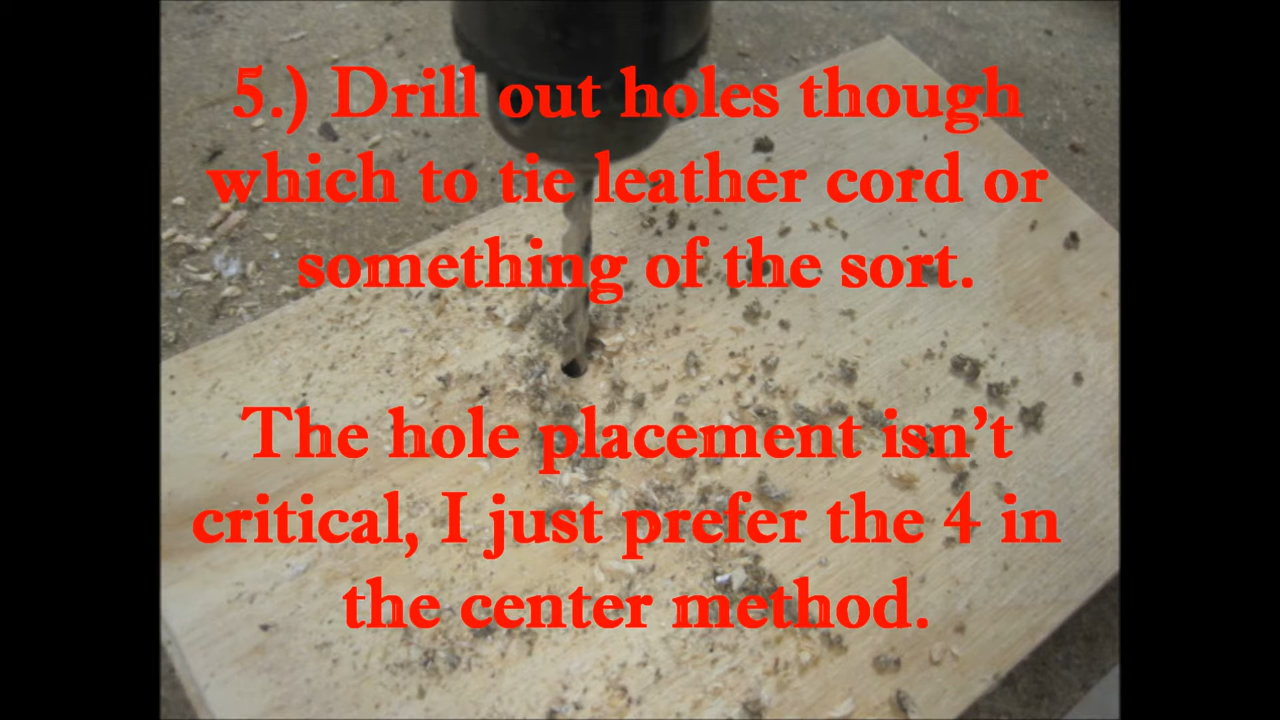 5.) Drill out holes though
which to tie leather cord or
something of the sort.
The hole placement isn’t
critical, I just prefer the 4 in
the center method.